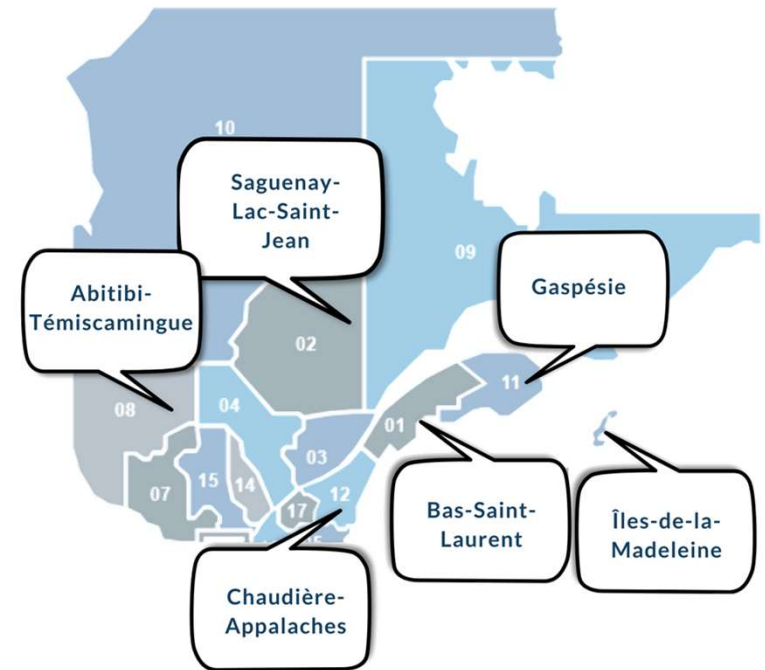 10
Saguenay-
Lac-Saint-
Jean
09
Gaspésie
Abitibi-
Témiscamingue
02
11
08
04
01
03
15
14
07
12
17
Bas-Saint-
Laurent
Îles-de-la-
Madeleine
Chaudière-
Appalaches